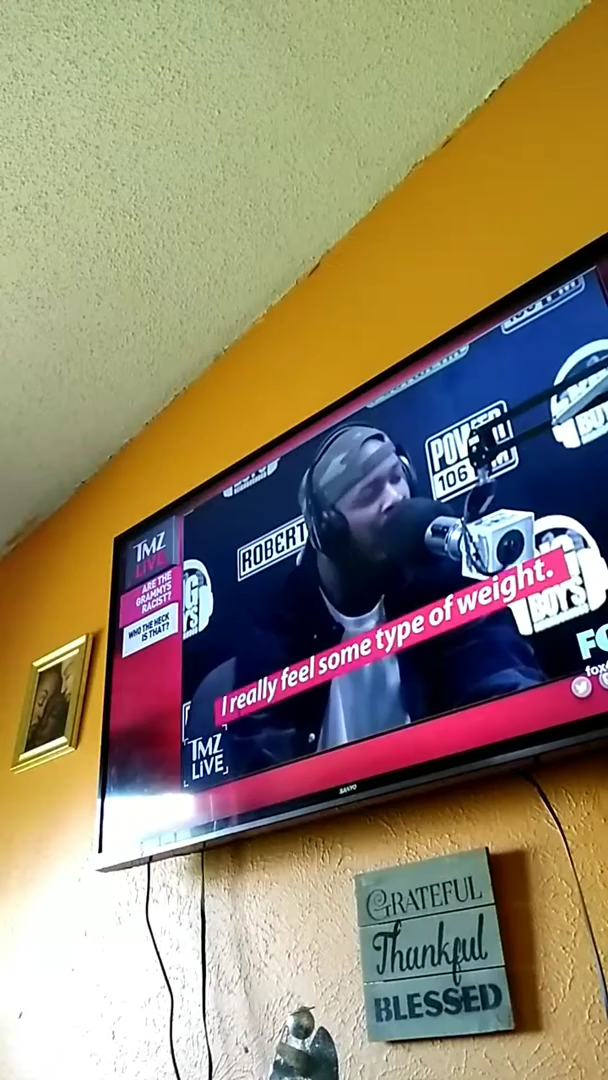 TMZ
LIVE
ARE THE
GRAMMYS
RACIST?
WHO THE HECK
IS THAT?
ROBERT
106
I really feel some type of weight.
BOYS
TMZ
LIVE
SANYO
GRATEFUL
Thankful
BLESSED